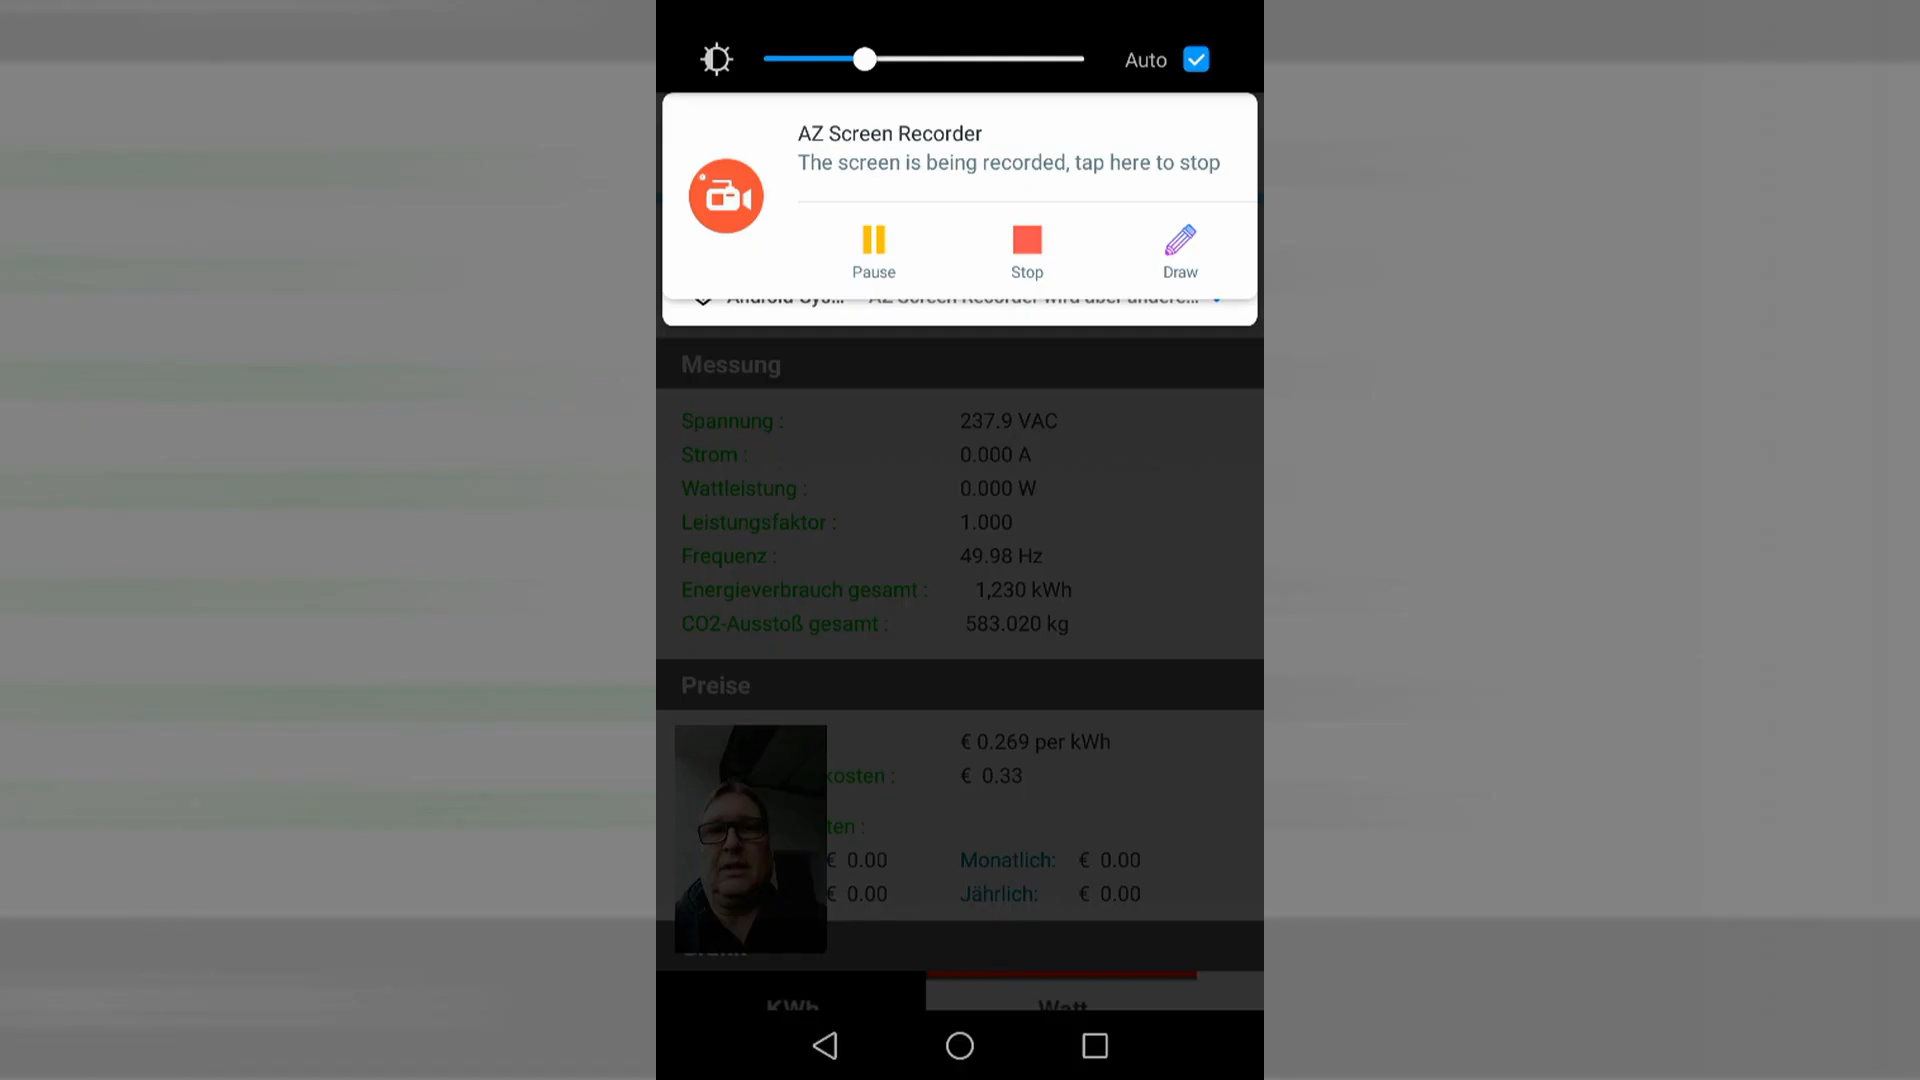 Auto
AZ Screen Recorder
The screen is being recorded, tap here to stop
Pause Stop Draw
Android-Sys... AZ Screen Recorder wird über andere...
Messung
Spannung : 237.9 VAC
Strom : 0.000 A
Wattleistung : 0.000 W
Leistungsfaktor : 1.000
Frequenz : 49.98 Hz
Energieverbrauch gesamt : 1,230 kWh
CO2-Ausstoß gesamt : 583.020 kg
Preise
€ 0.269 per kWh
kosten : € 0.33
ten :
€ 0.00 Monatlich: € 0.00
€ 0.00 Jährlich: € 0.00
KWh Watt